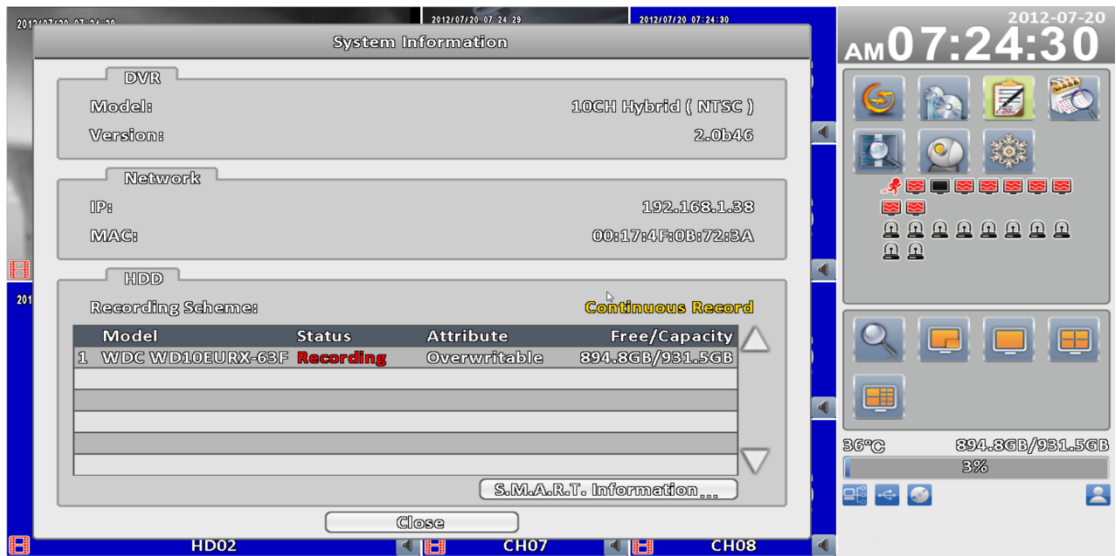 2012/07/20 07:24:29
2012/07/20 07:24:30
System Information
DVR
Model: 10CH Hybrid ( NTSC )
Version: 2.0b46
Network
IP: 192.168.1.38
MAC: 00:17:4F:0B:72:3A
HDD
Recording Scheme: Continuous Record
Model Status Attribute Free/Capacity
1 WDC WD10EURX-63F Recording Overwritable 894.8GB/931.5GB
S.M.A.R.T. Information...
Close
HD02 CH07 CH08
2012-07-20
AM07:24:30
36°C 894.8GB/931.5GB
3%